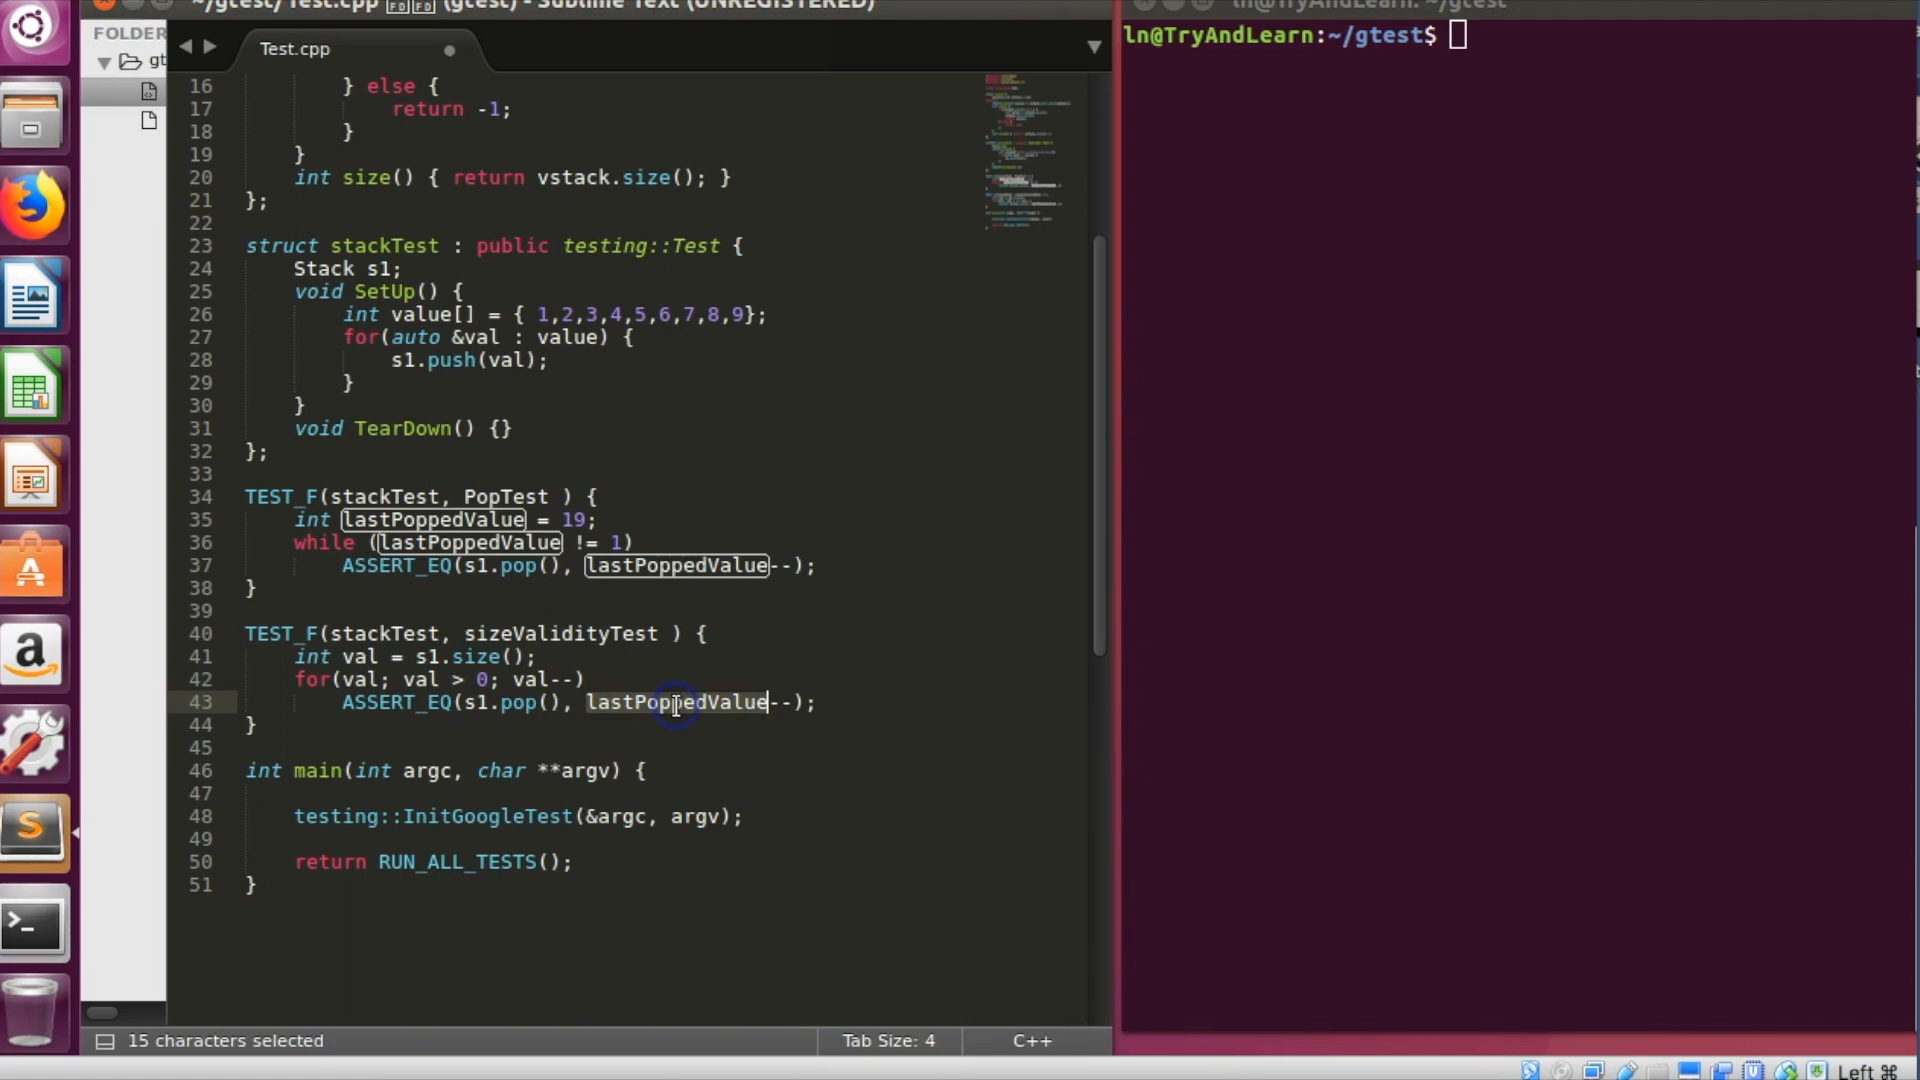 ~/gtest/Test.cpp (gtest) - Sublime Text (UNREGISTERED)
ln@TryAndLearn: ~/gtest
FOLDER
gt
Test.cpp
ln@TryAndLearn:~/gtest$
16 } else {
17 return -1;
18 }
19 }
20 int size() { return vstack.size(); }
21 };
22
23 struct stackTest : public testing::Test {
24 Stack s1;
25 void SetUp() {
26 int value[] = { 1,2,3,4,5,6,7,8,9};
27 for(auto &val : value) {
28 s1.push(val);
29 }
30 }
31 void TearDown() {}
32 };
33
34 TEST_F(stackTest, PopTest ) {
35 int lastPoppedValue = 19;
36 while (lastPoppedValue != 1)
37 ASSERT_EQ(s1.pop(), lastPoppedValue--);
38 }
39
40 TEST_F(stackTest, sizeValidityTest ) {
41 int val = s1.size();
42 for(val; val > 0; val--)
43 ASSERT_EQ(s1.pop(), lastPoppedValue--);
44 }
45
46 int main(int argc, char **argv) {
47
48 testing::InitGoogleTest(&argc, argv);
49
50 return RUN_ALL_TESTS();
51 }
15 characters selected
Tab Size: 4
C++
Left ⌘